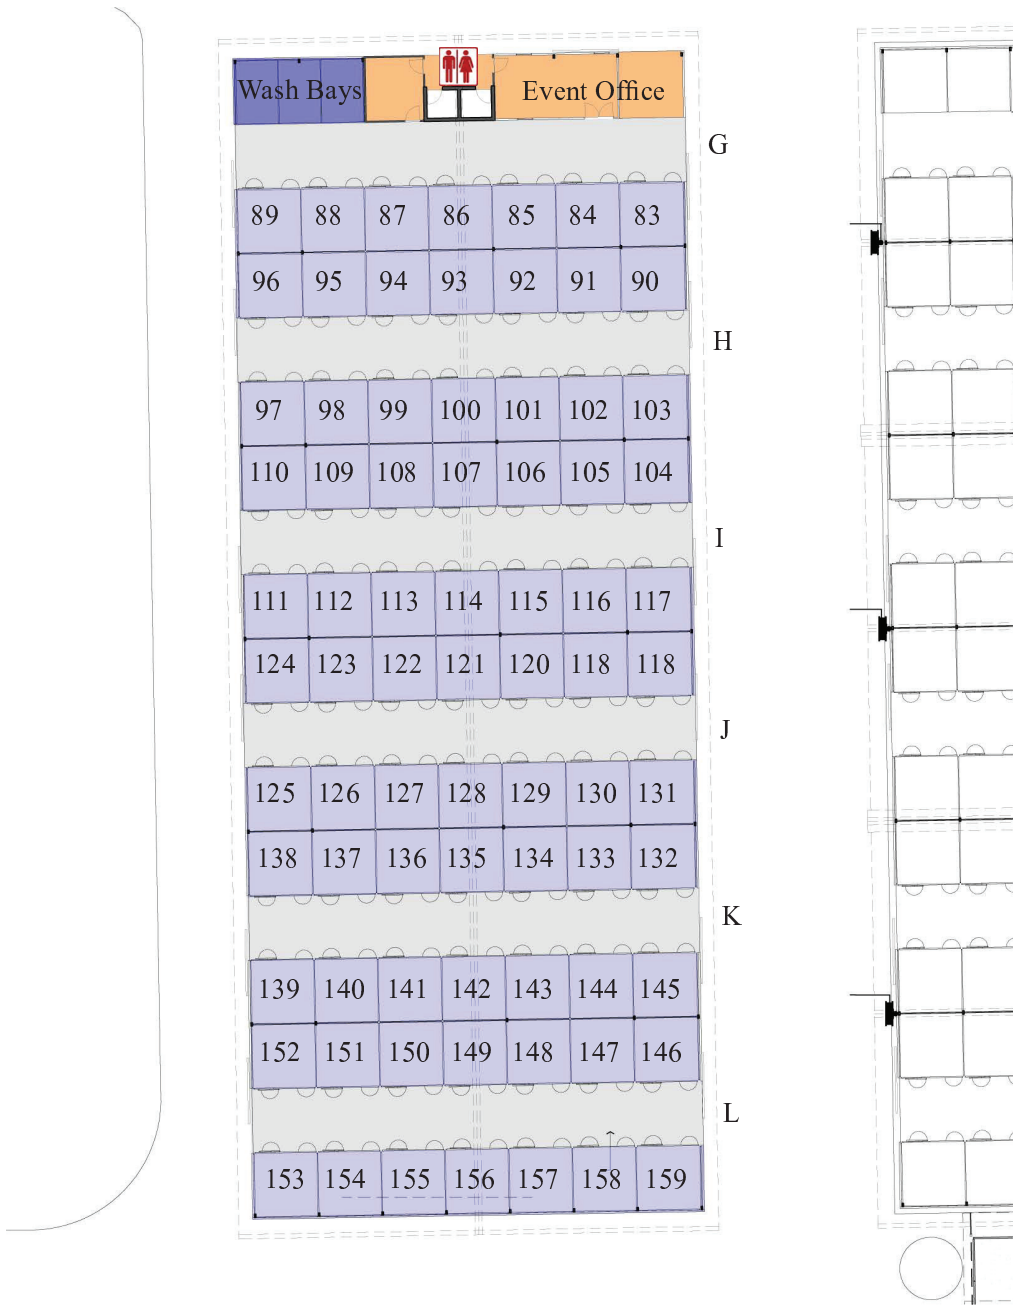 Wash Bays Event Office
G
89 88 87 86 85 84 83
96 95 94 93 92 91 90
H
97 98 99 100 101 102 103
110 109 108 107 106 105 104
I
111 112 113 114 115 116 117
124 123 122 121 120 118 118
J
125 126 127 128 129 130 131
138 137 136 135 134 133 132
K
139 140 141 142 143 144 145
152 151 150 149 148 147 146
L
153 154 155 156 157 158 159